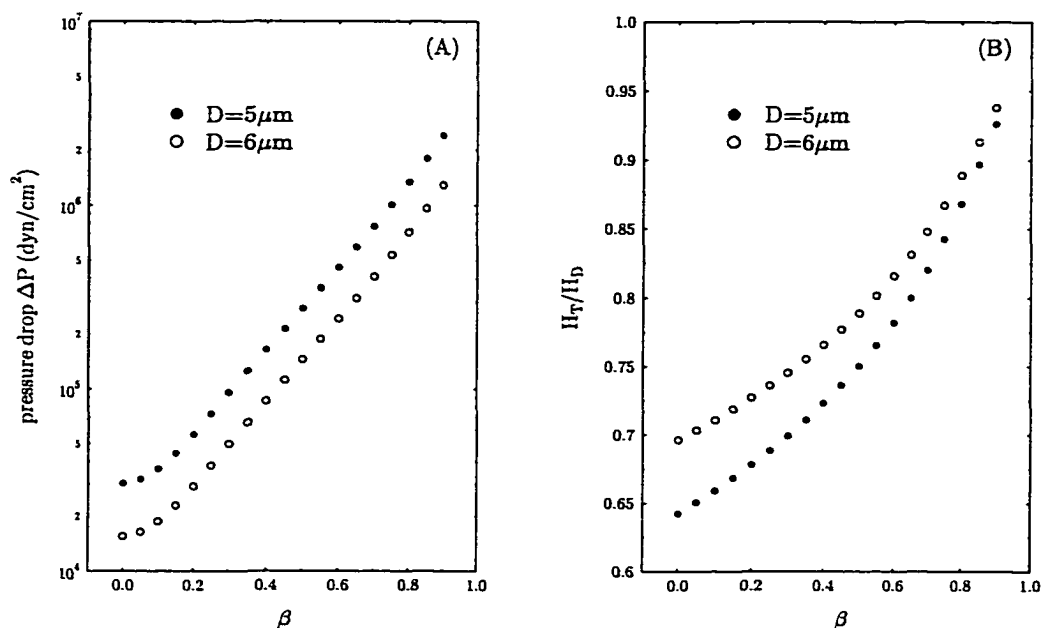 (A)
D=5μm
D=6μm
pressure drop ΔP (dyn/cm²)
10⁷
5
2
10⁶
5
2
10⁵
5
2
10⁴
0.0 0.2 0.4 0.6 0.8 1.0
β
(B)
D=5μm
D=6μm
H_T/H_D
1.0
0.95
0.9
0.85
0.8
0.75
0.7
0.65
0.6
0.0 0.2 0.4 0.6 0.8 1.0
β